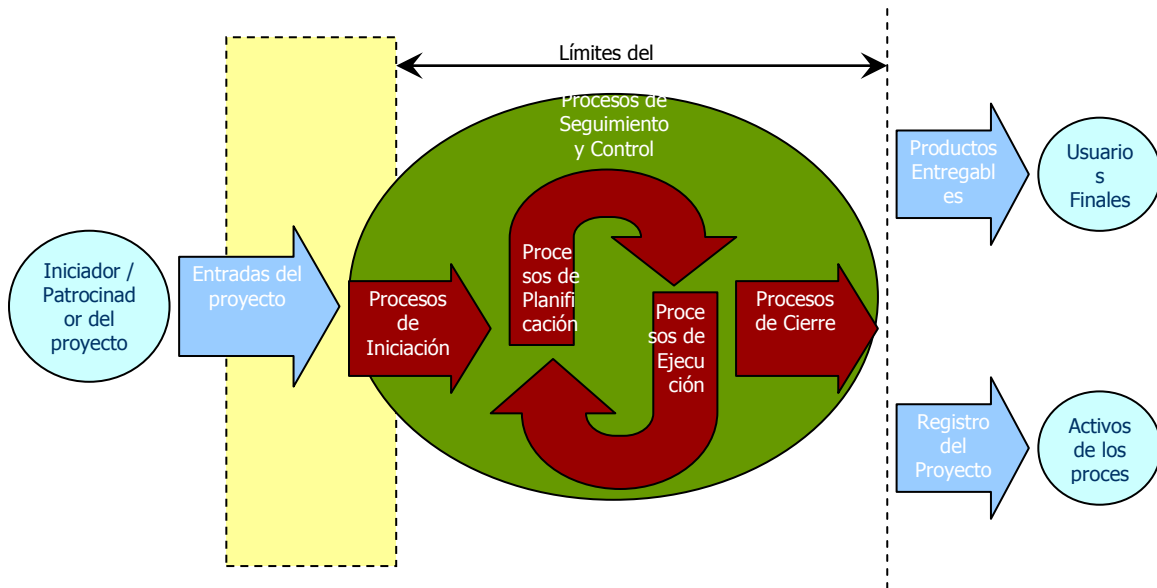 Límites del
Procesos de
Seguimiento
y Control
Iniciador /
Patrocinad
or del
proyecto
Entradas del
proyecto
Procesos
de
Iniciación
Proce
sos de
Planifi
cación
Proce
sos de
Ejecu
ción
Procesos
de Cierre
Productos
Entregabl
es
Usuario
s
Finales
Registro
del
Proyecto
Activos
de los
proces